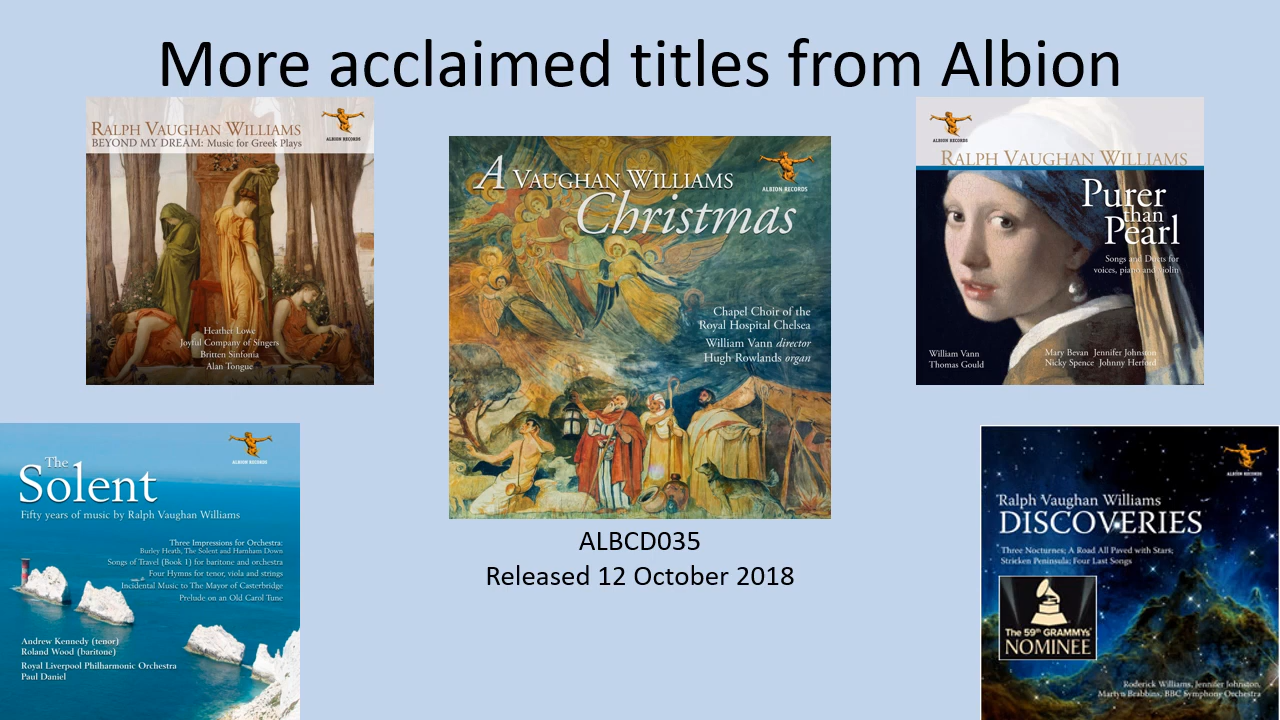 More acclaimed titles from Albion
RALPH VAUGHAN WILLIAMS
BEYOND MY DREAM: Music for Greek Plays
ALBION RECORDS
Heather Lowe
Joyful Company of Singers
Britten Sinfonia
Alan Tongue
A VAUGHAN WILLIAMS
Christmas
ALBION RECORDS
Chapel Choir of the
Royal Hospital Chelsea
William Vann director
Hugh Rowlands organ
ALBCD035
Released 12 October 2018
ALBION RECORDS
RALPH VAUGHAN WILLIAMS
Purer
than
Pearl
Songs and Duets for
voices, piano and violin
William Vann
Thomas Gould
Mary Bevan Jennifer Johnston
Nicky Spence Johnny Herford
The
Solent
ALBION RECORDS
Fifty years of music by Ralph Vaughan Williams
Three Impressions for Orchestra:
Burley Heath, The Solent and Harnham Down
Songs of Travel (Book 1) for baritone and orchestra
Four Hymns for tenor, viola and strings
Incidental Music to The Mayor of Casterbridge
Prelude on an Old Carol Tune
Andrew Kennedy (tenor)
Roland Wood (baritone)
Royal Liverpool Philharmonic Orchestra
Paul Daniel
ALBION RECORDS
Ralph Vaughan Williams
DISCOVERIES
Three Nocturnes; A Road All Paved with Stars;
Stricken Peninsula; Four Last Songs
The 59th GRAMMYs
NOMINEE
Roderick Williams, Jennifer Johnston,
Martyn Brabbins, BBC Symphony Orchestra